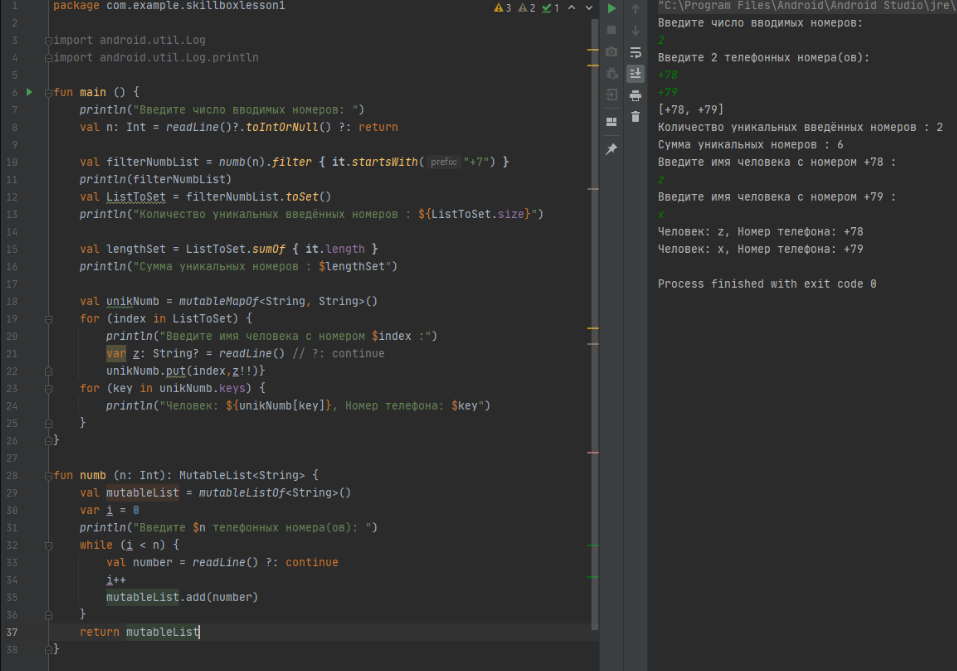 package com.example.skillboxlesson1
3 2 1
import android.util.Log
import android.util.Log.println
fun main () {
println("Введите число вводимых номеров: ")
val n: Int = readLine()?.toIntOrNull() ?: return
val filterNumbList = numb(n).filter { it.startsWith( prefix: "+7") }
println(filterNumbList)
val ListToSet = filterNumbList.toSet()
println("Количество уникальных введённых номеров : ${ListToSet.size}")
val lengthSet = ListToSet.sumOf { it.length }
println("Сумма уникальных номеров : $lengthSet")
val unikNumb = mutableMapOf<String, String>()
for (index in ListToSet) {
println("Введите имя человека с номером $index :")
var z: String? = readLine() // ?: continue
unikNumb.put(index,z!!)}
for (key in unikNumb.keys) {
println("Человек: ${unikNumb[key]}, Номер телефона: $key")
}
}
fun numb (n: Int): MutableList<String> {
val mutableList = mutableListOf<String>()
var i = 0
println("Введите $n телефонных номера(ов): ")
while (i < n) {
val number = readLine() ?: continue
i++
mutableList.add(number)
}
return mutableList
}
1
2
3
4
5
6
7
8
9
10
11
12
13
14
15
16
17
18
19
20
21
22
23
24
25
26
27
28
29
30
31
32
33
34
35
36
37
38
"C:\Program Files\Android\Android Studio\jre\
Введите число вводимых номеров:
2
Введите 2 телефонных номера(ов):
+78
+79
[+78, +79]
Количество уникальных введённых номеров : 2
Сумма уникальных номеров : 6
Введите имя человека с номером +78 :
z
Введите имя человека с номером +79 :
x
Человек: z, Номер телефона: +78
Человек: x, Номер телефона: +79
Process finished with exit code 0